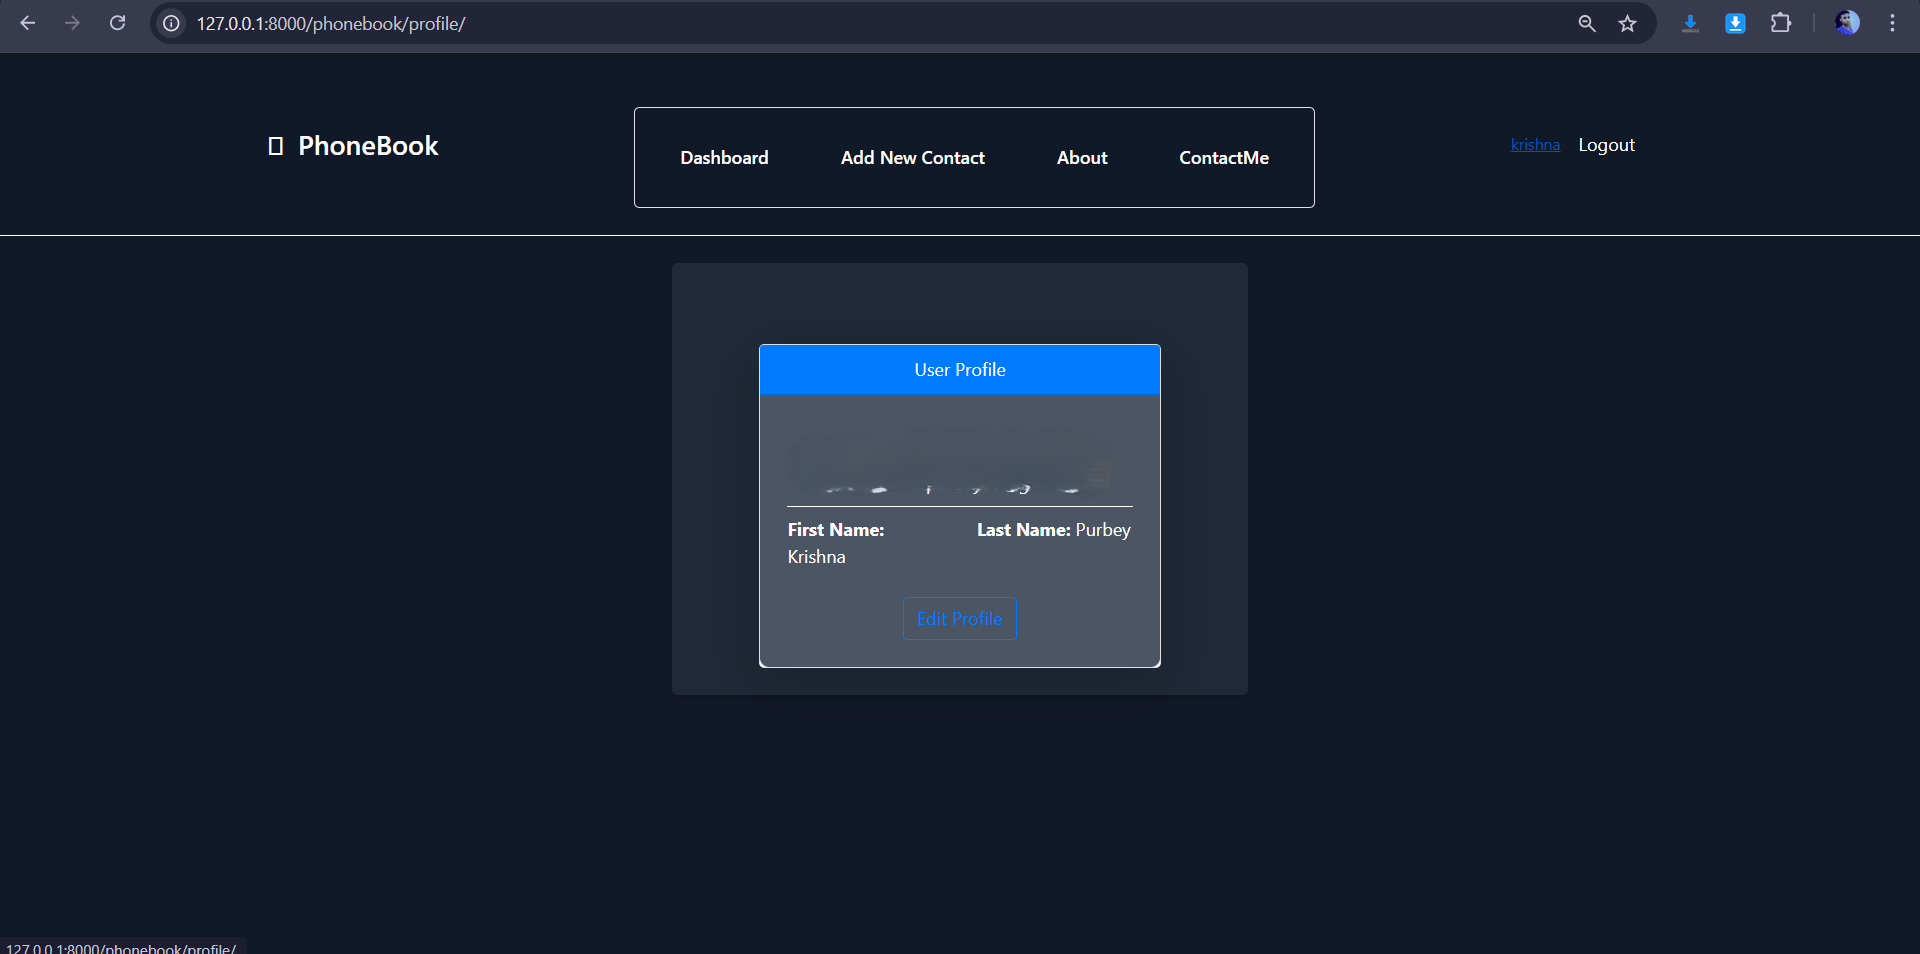 127.0.0.1:8000/phonebook/profile/
PhoneBook
Dashboard Add New Contact About ContactMe
krishna Logout
User Profile
First Name: Last Name: Purbey
Krishna
Edit Profile
127.0.0.1:8000/phonebook/profile/